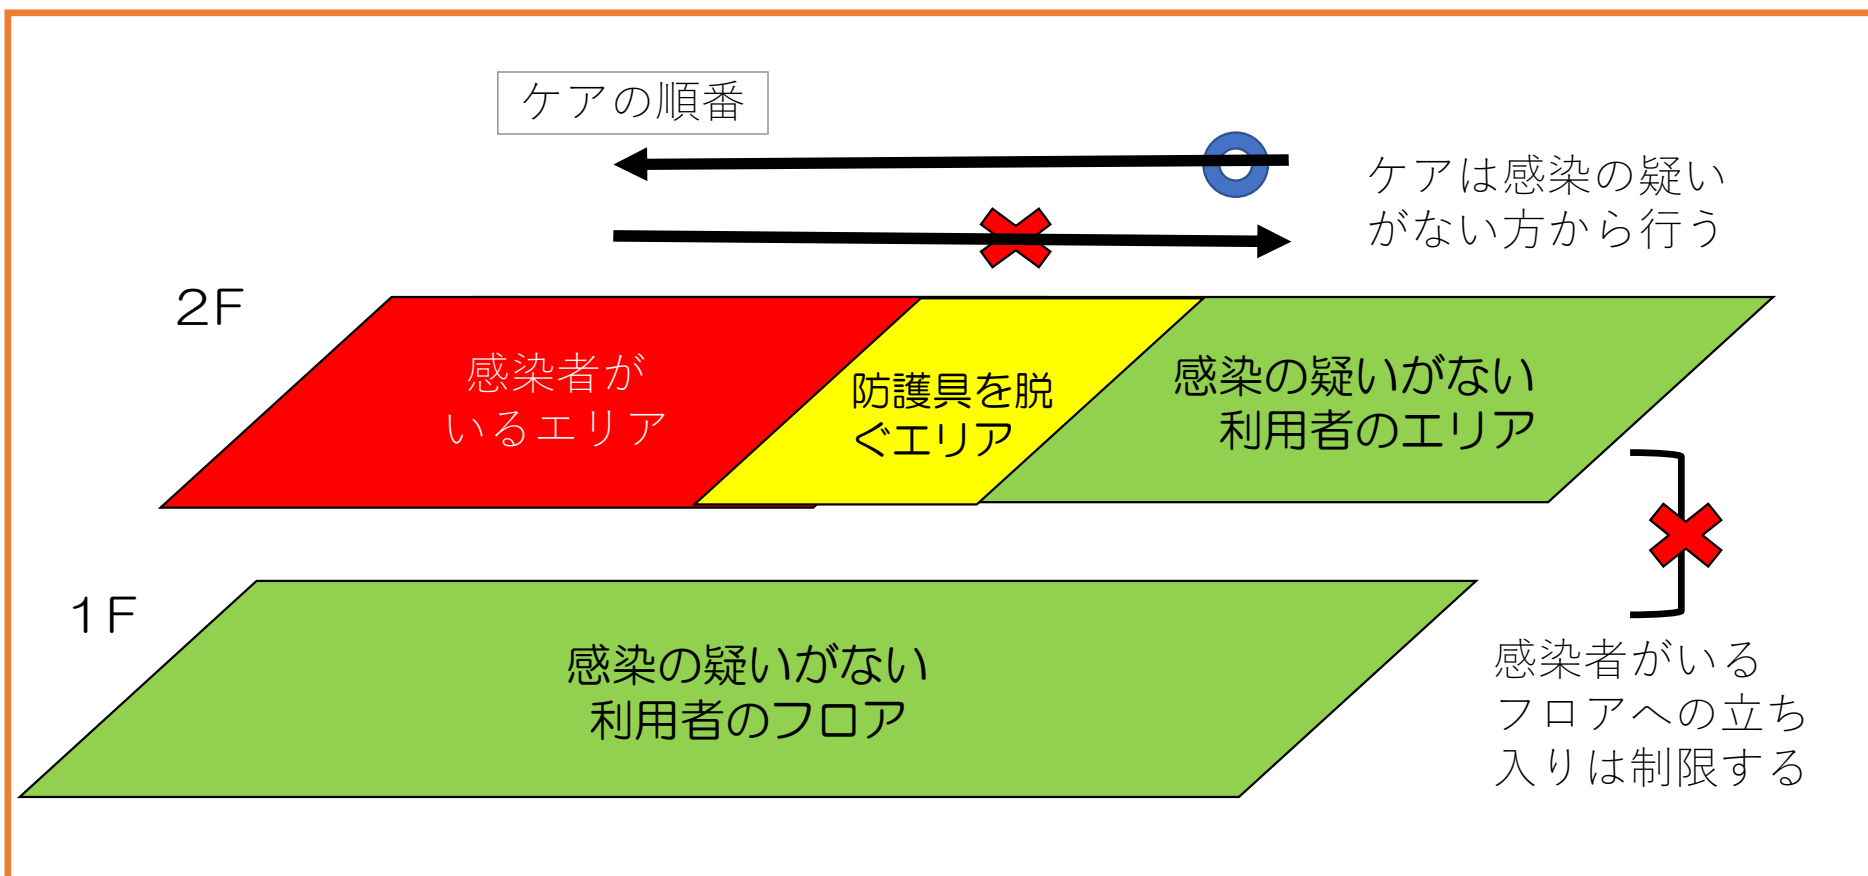 ケアの順番
ケアは感染の疑い
がない方から行う
2F
感染者が
いるエリア
防護具を脱
ぐエリア
感染の疑いがない
利用者のエリア
1F
感染の疑いがない
利用者のフロア
感染者がいる
フロアへの立ち
入りは制限する